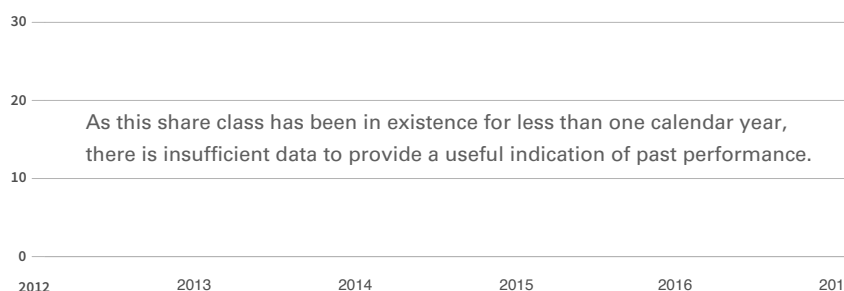 30
20
As this share class has been in existence for less than one calendar year,
there is insufficient data to provide a useful indication of past performance.
10
0
2012 2013 2014 2015 2016 201